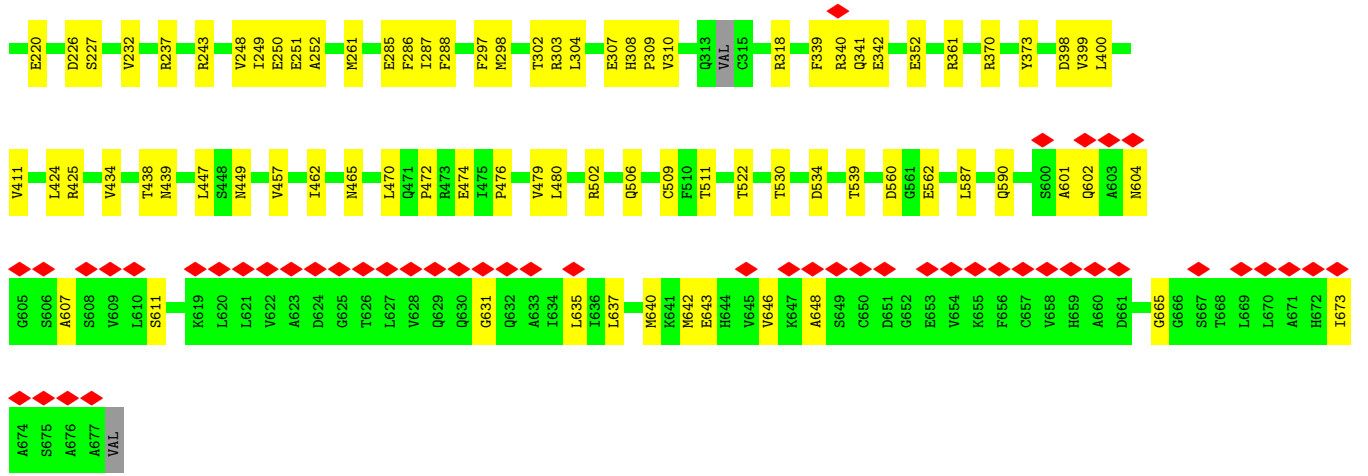 E220 D226 S227 V232 R237 R243 V248 I249 E250 E251 A252 M261 E285 F286 I287 F288 F297 M298 T302 R303 L304 E307 H308 P309 V310 Q313 VAL C315 R318 F339 R340 Q341 E342 E352 R361 R370 Y373 D398 V399 L400
V411 L424 R425 V434 T438 N439 L447 S448 N449 V457 I462 N465 L470 Q471 P472 R473 E474 I475 P476 V479 L480 R502 Q506 C509 F510 T511 T522 T530 D534 T539 D560 G561 E562 L587 Q590 S600 A601 Q602 A603 N604
G605 S606 A607 S608 V609 L610 S611 K619 L620 L621 V622 A623 D624 G625 T626 L627 V628 Q629 Q630 G631 Q632 A633 I634 L635 I636 L637 M640 K641 M642 E643 H644 V645 V646 K647 A648 S649 C650 D651 G652 E653 V654 K655 F656 C657 V658 H659 A660 D661 G665 G666 S667 T668 L669 L670 A671 H672 I673
A674 S675 A676 A677 VAL